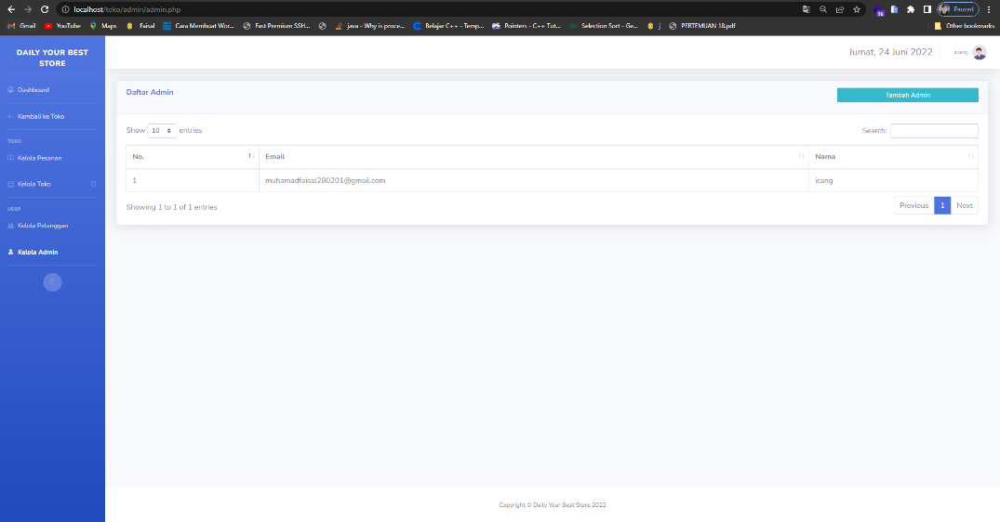 localhost/toko/admin/admin.php
Paused
Gmail
YouTube
Maps
Faisal
Cara Membuat Wor...
Fast Premium SSH...
java - Why is proce...
Belajar C++ - Temp...
Pointers - C++ Tut...
Selection Sort - Ge...
j
PERTEMUAN 18.pdf
Other bookmarks
16
DAILY YOUR BEST
STORE
Dashboard
Kembali ke Toko
TOKO
Kelola Pesanan
Kelola Toko
USER
Kelola Pelanggan
Kelola Admin
Jumat, 24 Juni 2022
icang
Daftar Admin
Tambah Admin
Show 10 entries
Search:
No. Email Nama
1 muhamadfaisal280201@gmail.com icang
Showing 1 to 1 of 1 entries
Previous 1 Next
Copyright © Daily Your Best Store 2022